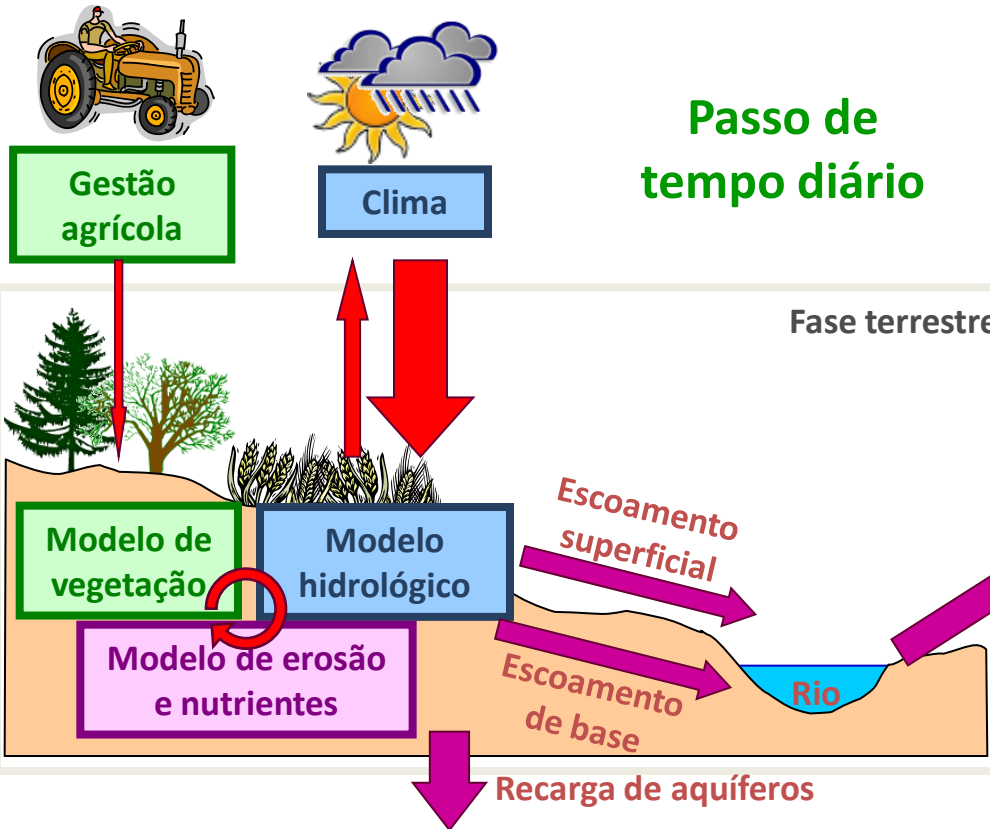 Passo de
tempo diário
Gestão
agrícola
Clima
Fase terrestre
Modelo de
vegetação
Modelo
hidrológico
Modelo de erosão
e nutrientes
Escoamento
superficial
Escoamento
de base
Rio
Recarga de aquíferos